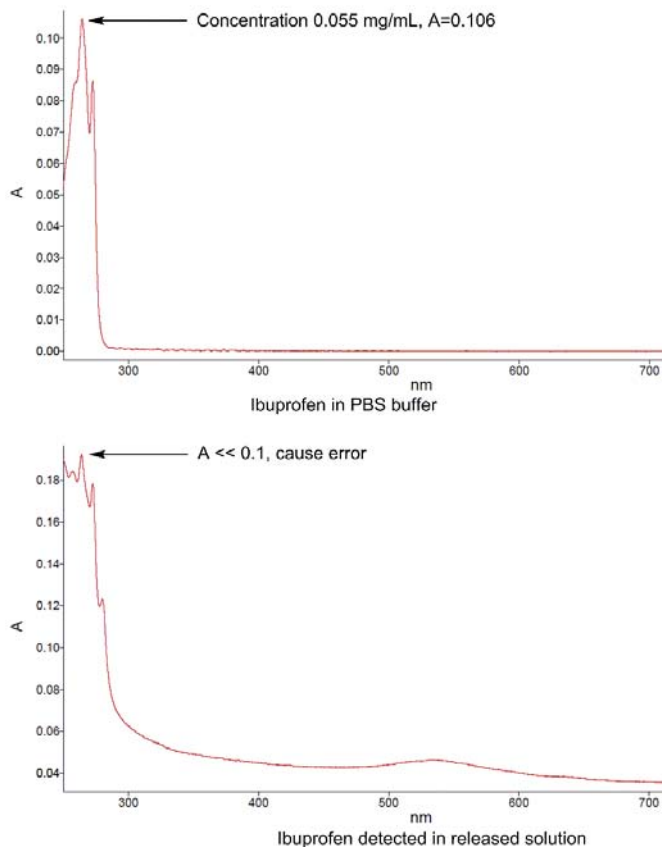 Concentration 0.055 mg/mL, A=0.106
0.10
0.09
0.08
0.07
0.06
0.05
0.04
0.03
0.02
0.01
0.00
A
300 400 500 600 700
nm
Ibuprofen in PBS buffer
A << 0.1, cause error
0.18
0.16
0.14
0.12
0.10
0.08
0.06
0.04
A
300 400 500 600 700
nm
Ibuprofen detected in released solution